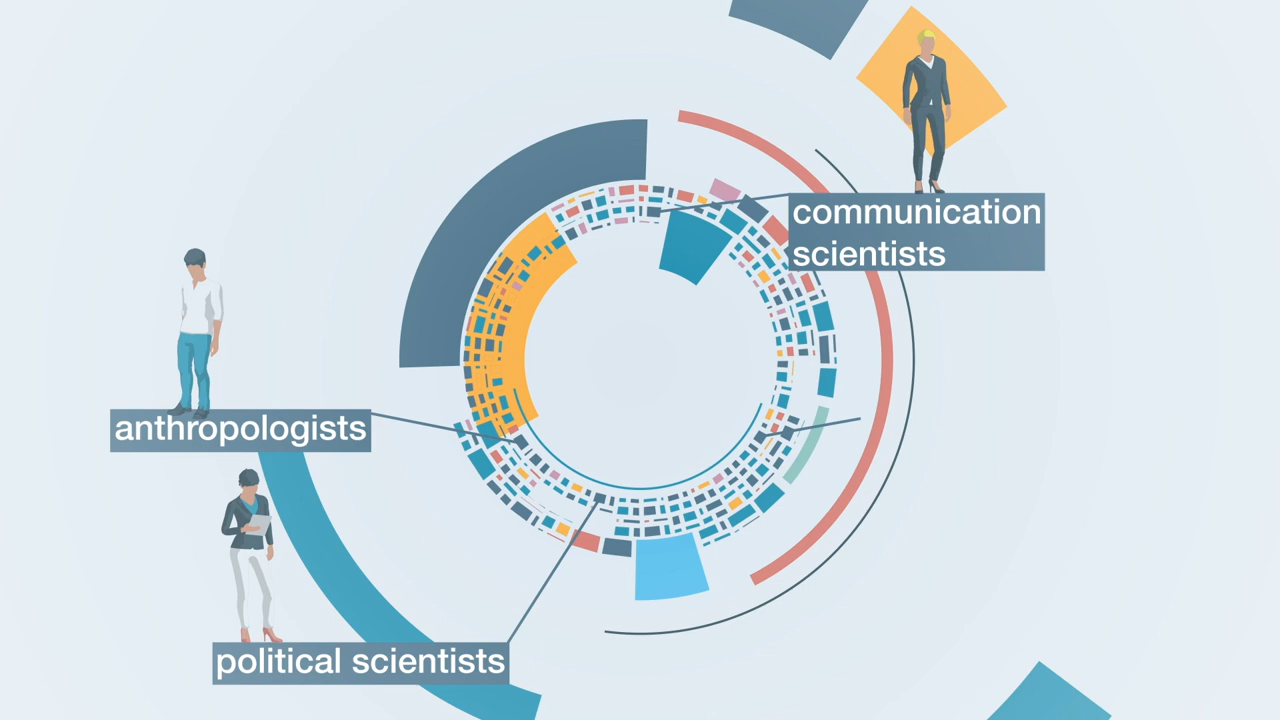 communication
scientists
anthropologists
political scientists